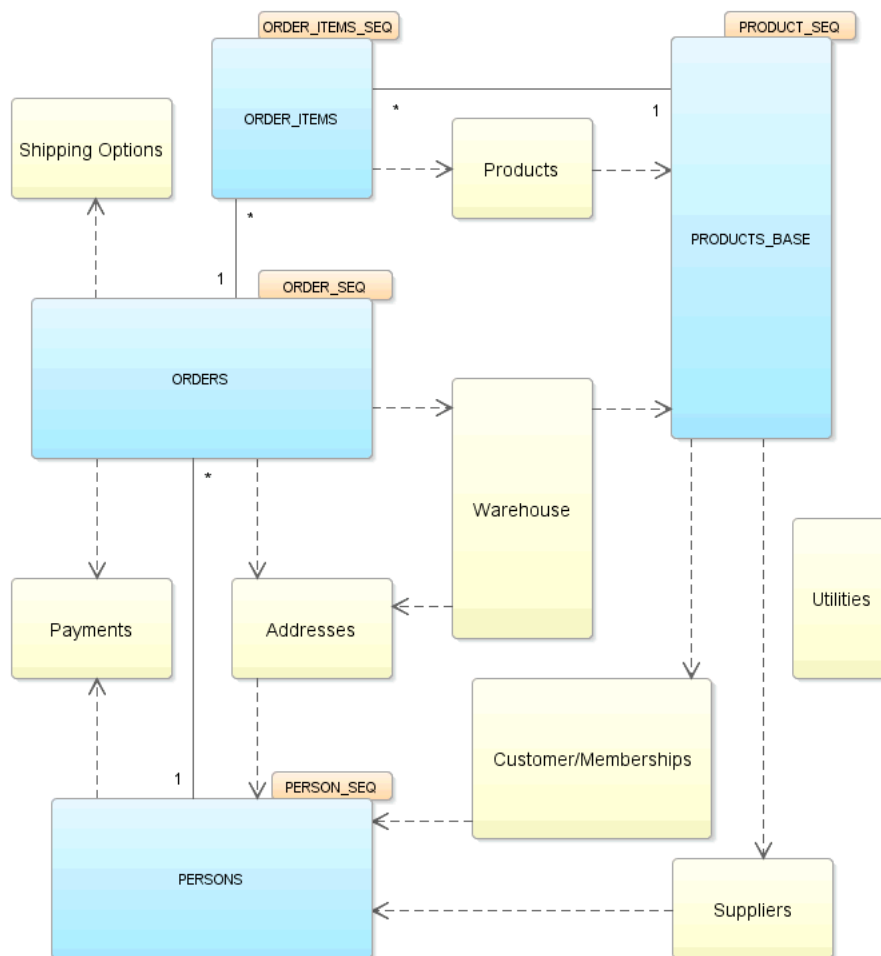 ORDER_ITEMS_SEQ
PRODUCT_SEQ
*
1
ORDER_ITEMS
Shipping Options
Products
*
PRODUCTS_BASE
1
ORDER_SEQ
ORDERS
*
Warehouse
Utilities
Payments
Addresses
Customer/Memberships
1
PERSON_SEQ
PERSONS
Suppliers